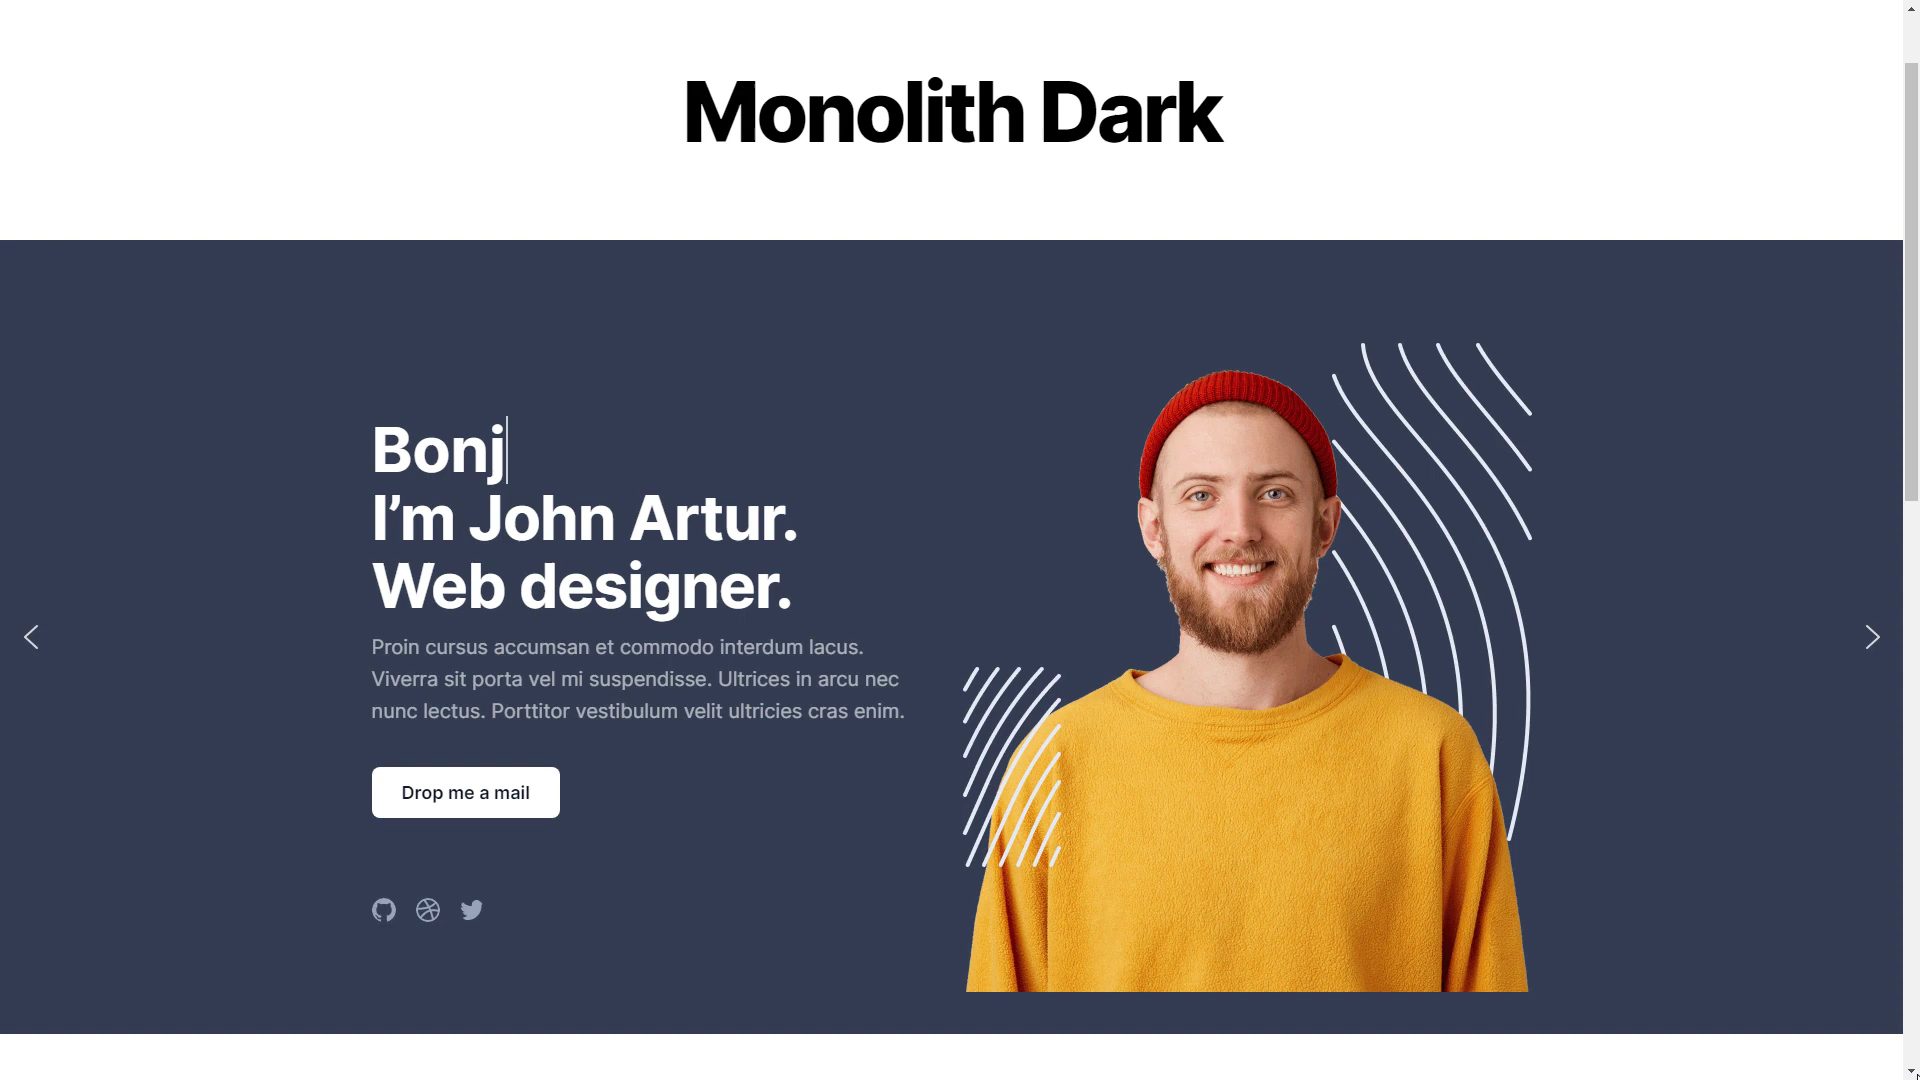 Monolith Dark
Bonj
I’m John Artur.
Web designer.
Proin cursus accumsan et commodo interdum lacus.
Viverra sit porta vel mi suspendisse. Ultrices in arcu nec
nunc lectus. Porttitor vestibulum velit ultricies cras enim.
Drop me a mail